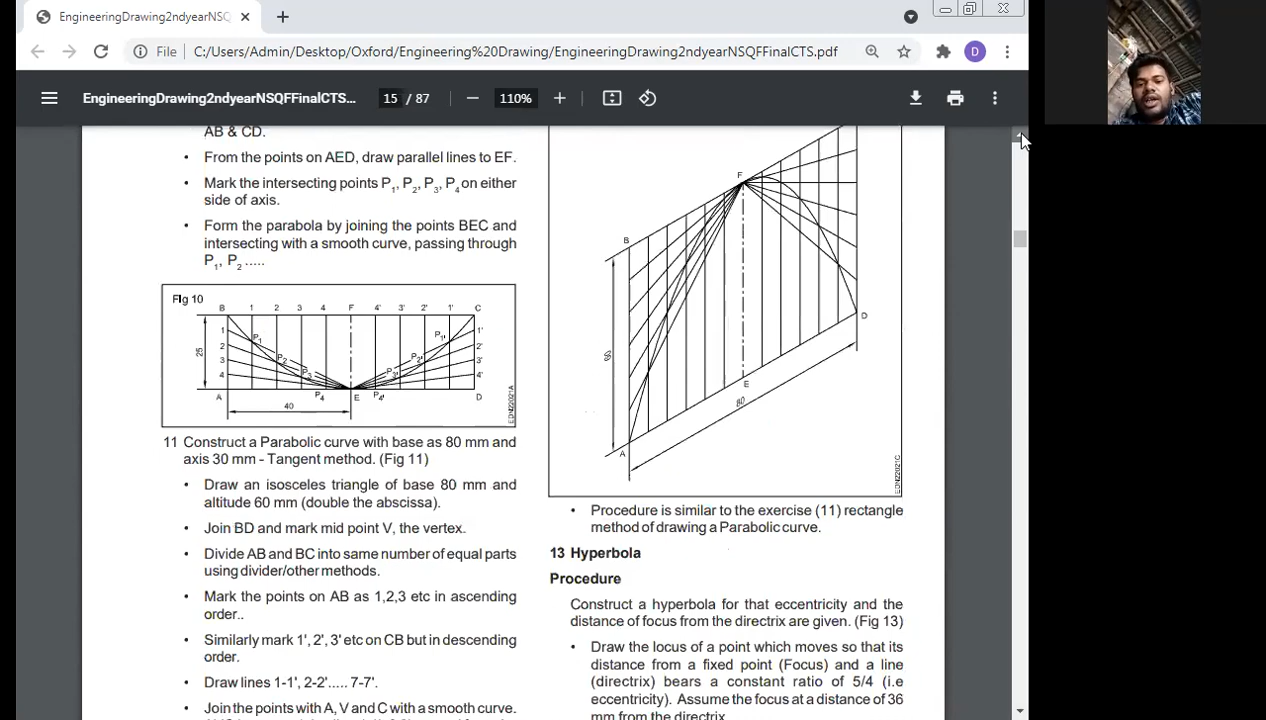 EngineeringDrawing2ndyearNSQF
File
C:/Users/Admin/Desktop/Oxford/Engineering%20Drawing/EngineeringDrawing2ndyearNSQFFinalCTS.pdf
D
EngineeringDrawing2ndyearNSQFFinalCTS...
15 / 87
110%
AB & CD.
• From the points on AED, draw parallel lines to EF.
• Mark the intersecting points P1, P2, P3, P4 on either
side of axis.
• Form the parabola by joining the points BEC and
intersecting with a smooth curve, passing through
P1, P2 .....
Fig 10
B 1 2 3 4 F 4' 3' 2' 1' C
1 P1 P1' 1'
2 P2 P2' 2'
25 3 P3 P3' 3'
4 4'
A P4 E P4' D
40
EDN22021A
11 Construct a Parabolic curve with base as 80 mm and
axis 30 mm - Tangent method. (Fig 11)
• Draw an isosceles triangle of base 80 mm and
altitude 60 mm (double the abscissa).
• Join BD and mark mid point V, the vertex.
• Divide AB and BC into same number of equal parts
using divider/other methods.
• Mark the points on AB as 1,2,3 etc in ascending
order..
• Similarly mark 1', 2', 3' etc on CB but in descending
order.
• Draw lines 1-1', 2-2'..... 7-7'.
• Join the points with A, V and C with a smooth curve.
F
B
D
E
80
A
EDN22021C
• Procedure is similar to the exercise (11) rectangle
method of drawing a Parabolic curve.
13 Hyperbola
Procedure
Construct a hyperbola for that eccentricity and the
distance of focus from the directrix are given. (Fig 13)
• Draw the locus of a point which moves so that its
distance from a fixed point (Focus) and a line
(directrix) bears a constant ratio of 5/4 (i.e
eccentricity). Assume the focus at a distance of 36
mm from the directrix